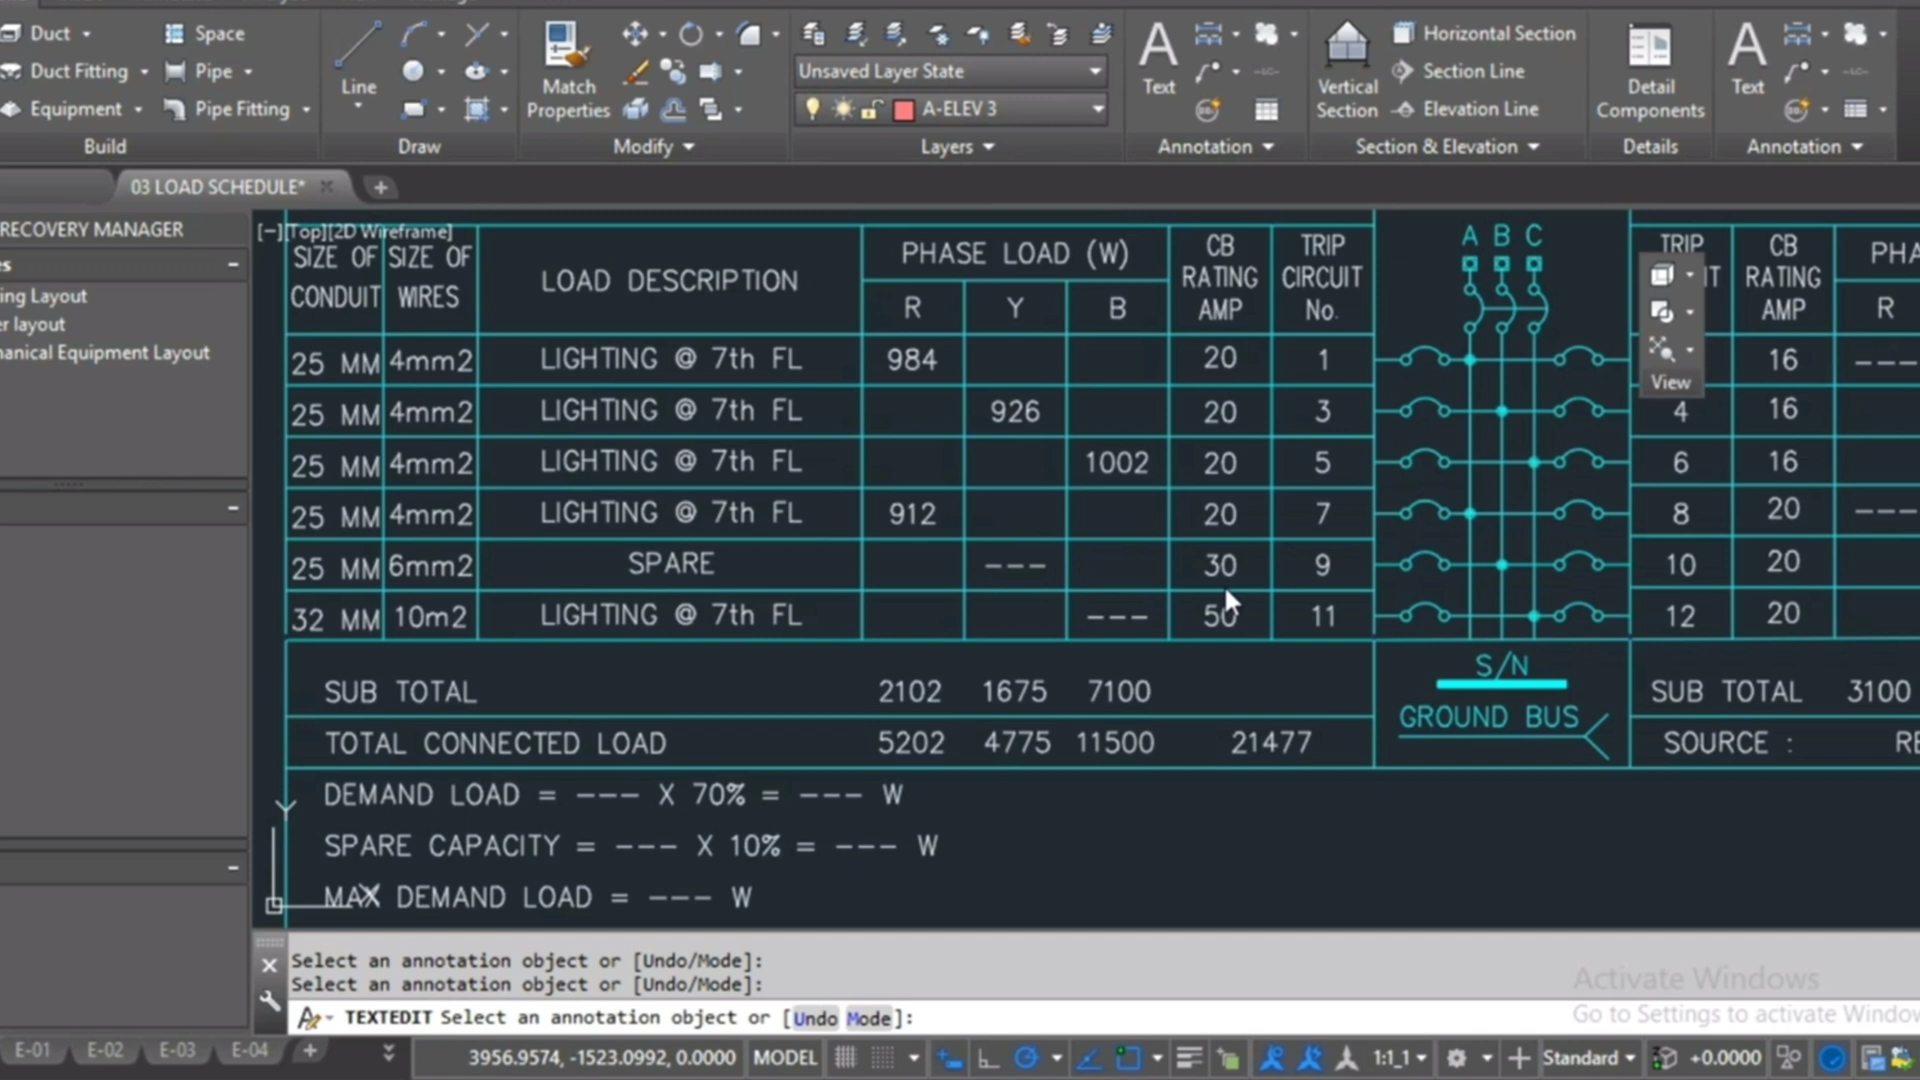 Duct
Space
Duct Fitting
Pipe
Equipment
Pipe Fitting
Build
Line
Draw
Match
Properties
Modify
Unsaved Layer State
A-ELEV 3
Layers
Text
Annotation
Vertical
Section
Horizontal Section
Section Line
Elevation Line
Section & Elevation
Detail
Components
Details
Text
Annotation
03 LOAD SCHEDULE*
RECOVERY MANAGER
ing Layout
er layout
hanical Equipment Layout
[−][Top][2D Wireframe]
SIZE OF CONDUIT
SIZE OF WIRES
LOAD DESCRIPTION
PHASE LOAD (W)
R Y B
CB RATING AMP
TRIP CIRCUIT No.
A B C
TRIP
CB RATING AMP
PHA
R
View
25 MM 4mm2 LIGHTING @ 7th FL 984 20 1 16 ---
25 MM 4mm2 LIGHTING @ 7th FL 926 20 3 4 16
25 MM 4mm2 LIGHTING @ 7th FL 1002 20 5 6 16
25 MM 4mm2 LIGHTING @ 7th FL 912 20 7 8 20 ---
25 MM 6mm2 SPARE --- 30 9 10 20
32 MM 10m2 LIGHTING @ 7th FL --- 50 11 12 20
SUB TOTAL 2102 1675 7100
S/N
SUB TOTAL 3100
GROUND BUS
TOTAL CONNECTED LOAD 5202 4775 11500 21477
SOURCE : RE
DEMAND LOAD = --- X 70% = --- W
SPARE CAPACITY = --- X 10% = --- W
MAX DEMAND LOAD = --- W
Y
X
Select an annotation object or [Undo/Mode]:
Select an annotation object or [Undo/Mode]:
TEXTEDIT Select an annotation object or [Undo Mode]:
Activate Windows
Go to Settings to activate Window
E-01 E-02 E-03 E-04 +
3956.9574, -1523.0992, 0.0000 MODEL
1:1_1
Standard
+0.0000